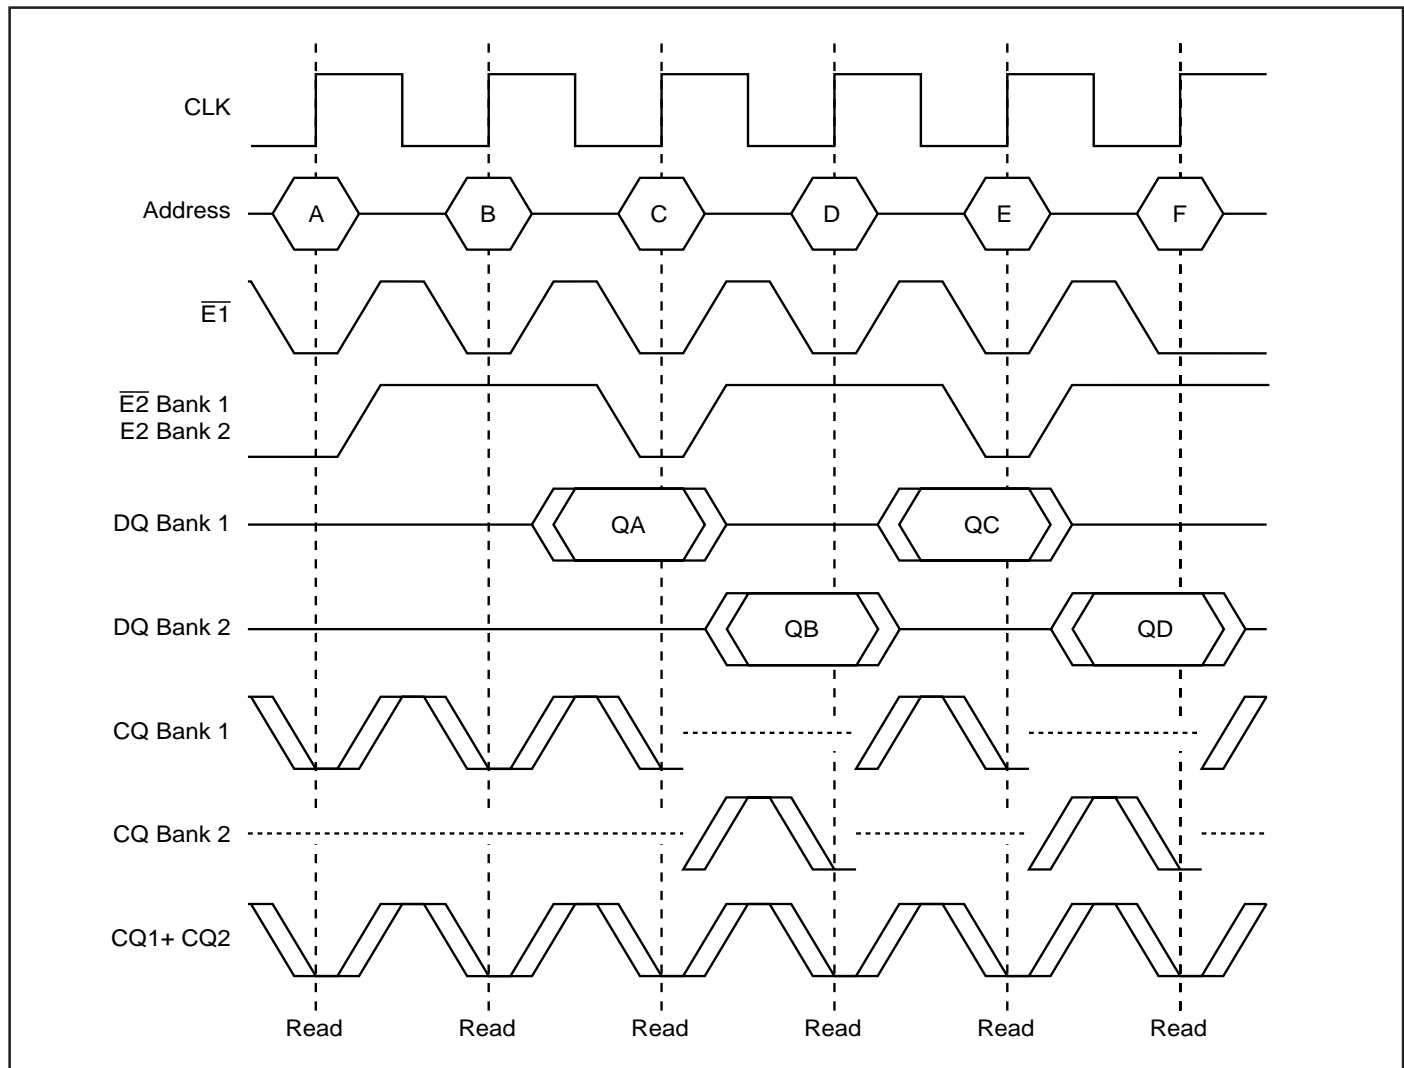 CLK
Address
A B C D E F
E1
E2 Bank 1
E2 Bank 2
DQ Bank 1
QA QC
DQ Bank 2
QB QD
CQ Bank 1
CQ Bank 2
CQ1+ CQ2
Read Read Read Read Read Read